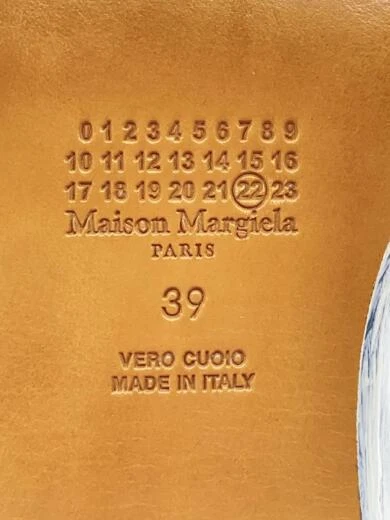 0 1 2 3 4 5 6 7 8 9
10 11 12 13 14 15 16
17 18 19 20 21 22 23
Maison Margiela
PARIS
39
VERO CUOIO
MADE IN ITALY